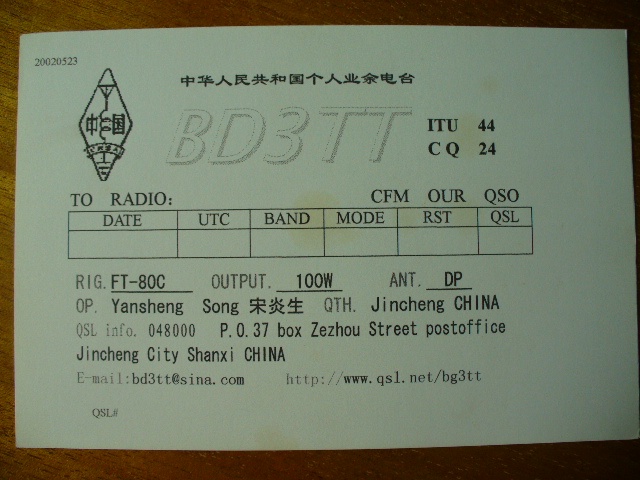 20020523
中华人民共和国个人业余电台
中国
BD3TT
ITU 44
CQ 24
TO RADIO: CFM OUR QSO
DATE UTC BAND MODE RST QSL
RIG. FT-80C OUTPUT. 100W ANT. DP
OP. Yansheng Song 宋炎生 QTH. Jincheng CHINA
QSL info. 048000 P.O.37 box Zezhou Street postoffice
Jincheng City Shanxi CHINA
E-mail:bd3tt@sina.com http://www.qsl.net/bg3tt
QSL#